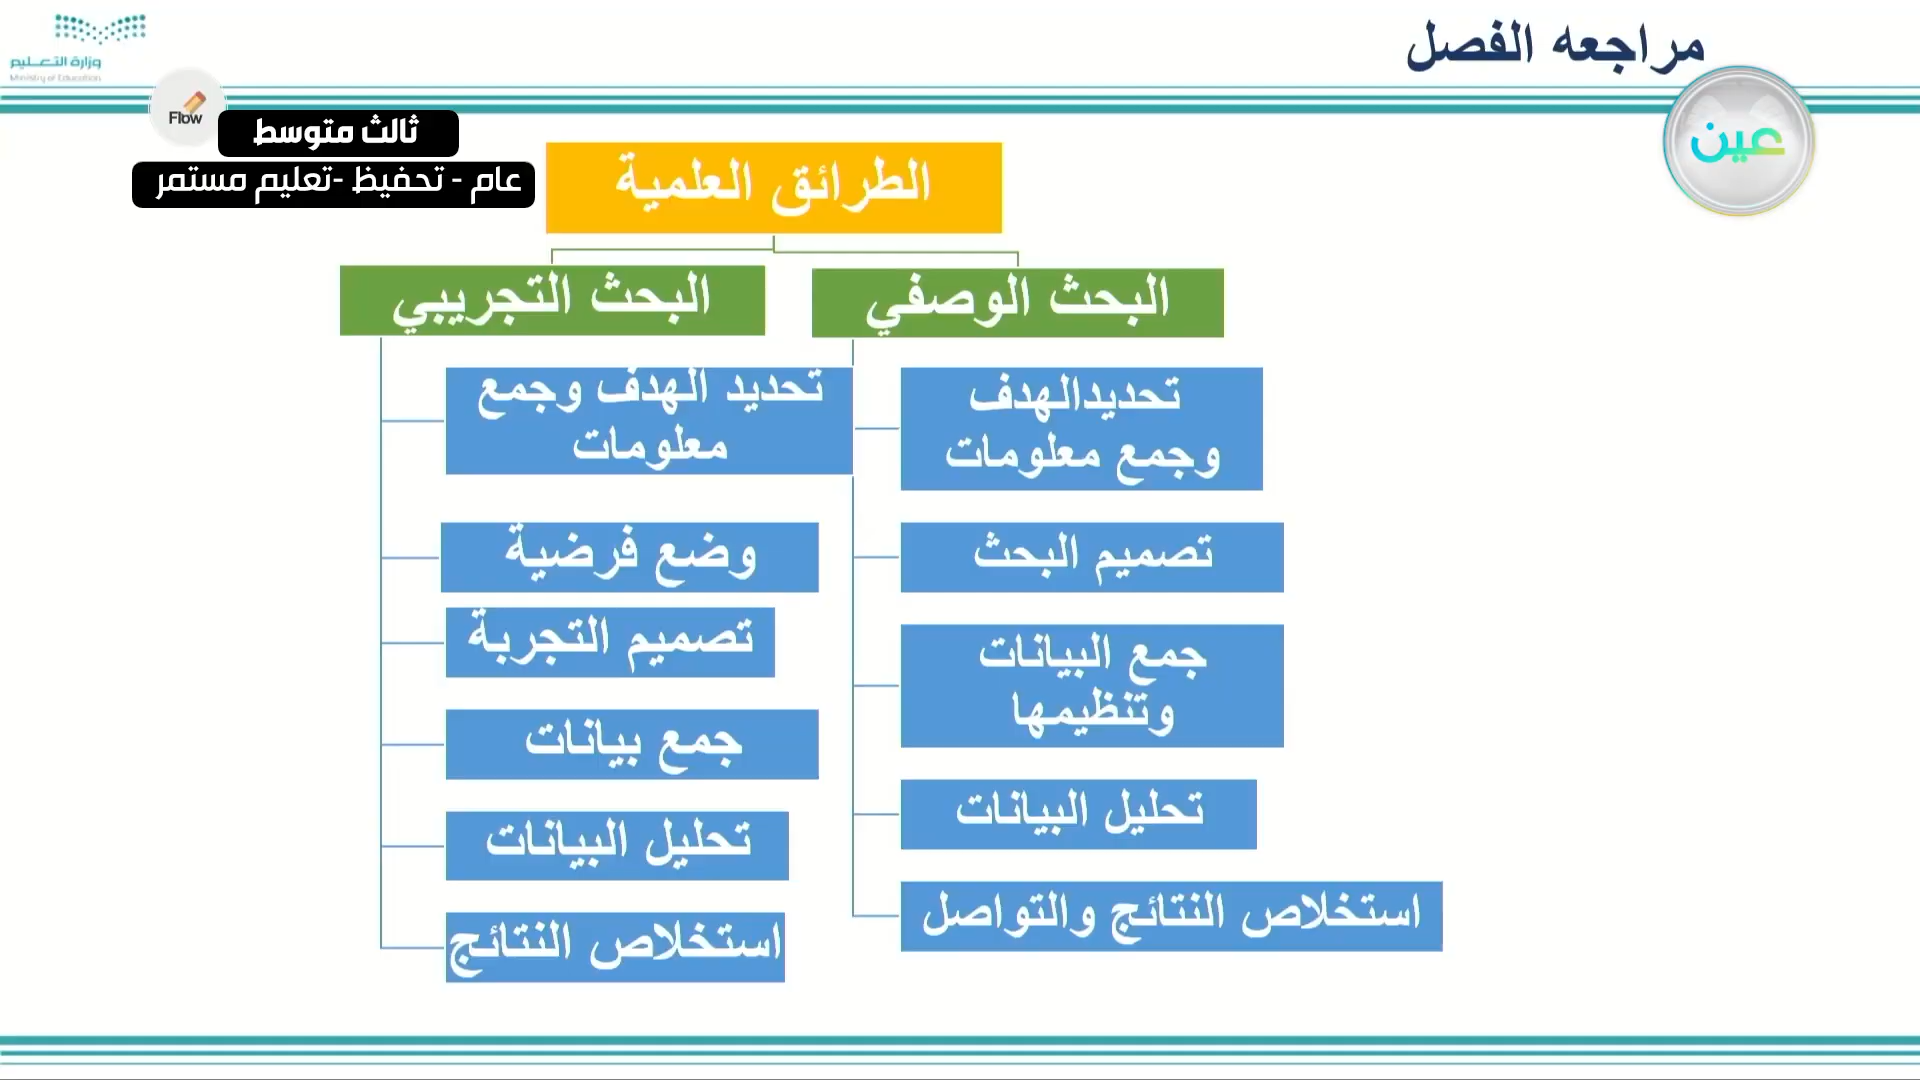 مراجعه الفصل
وزارة التعليم
Ministry of Education
Flow
عين
ثالث متوسط
عام - تحفيظ -تعليم مستمر
الطرائق العلمية
البحث الوصفي
تحديدالهدف
وجمع معلومات
تصميم البحث
جمع البيانات
وتنظيمها
تحليل البيانات
استخلاص النتائج والتواصل
البحث التجريبي
تحديد الهدف وجمع
معلومات
وضع فرضية
تصميم التجربة
جمع بيانات
تحليل البيانات
استخلاص النتائج